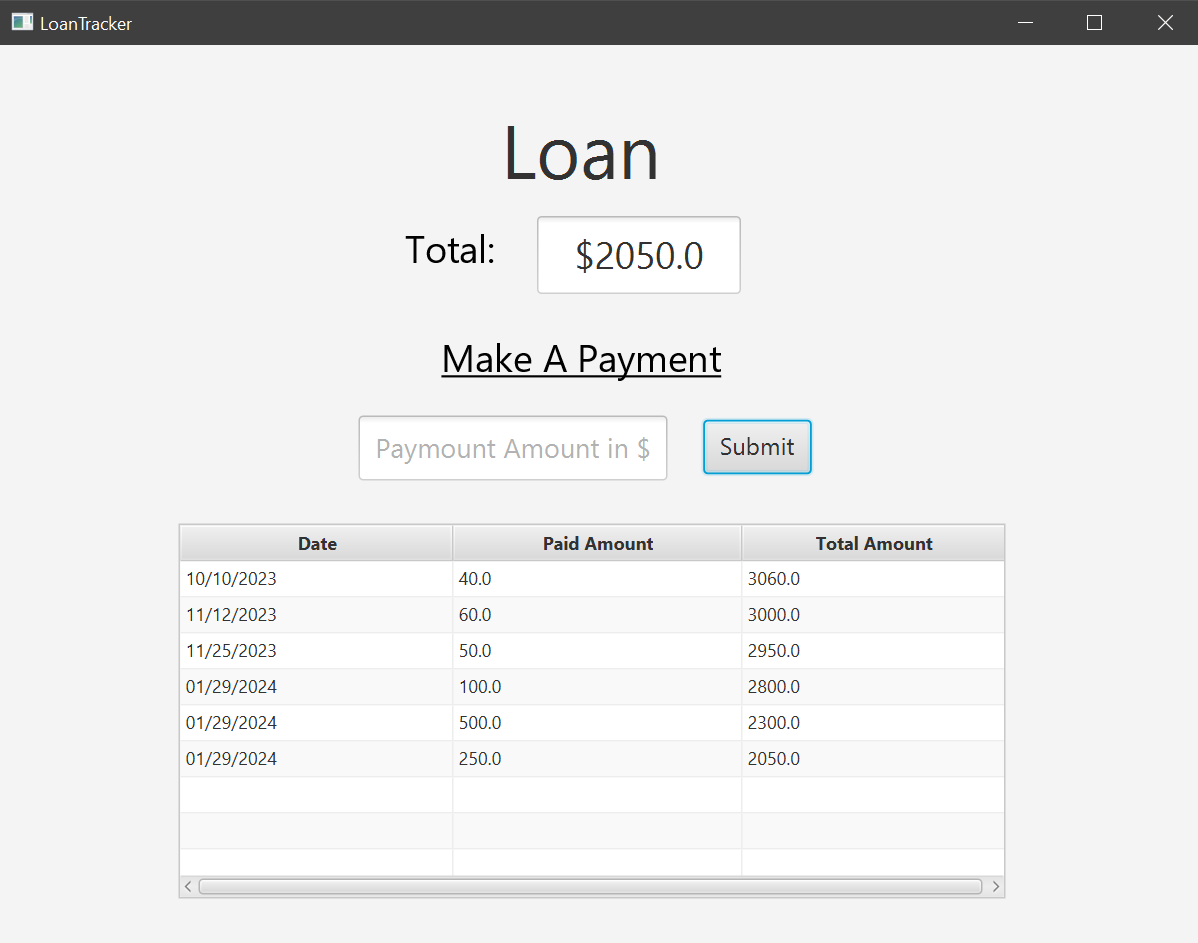 LoanTracker
Loan
Total: $2050.0
Make A Payment
Paymount Amount in $ Submit
Date Paid Amount Total Amount
10/10/2023 40.0 3060.0
11/12/2023 60.0 3000.0
11/25/2023 50.0 2950.0
01/29/2024 100.0 2800.0
01/29/2024 500.0 2300.0
01/29/2024 250.0 2050.0